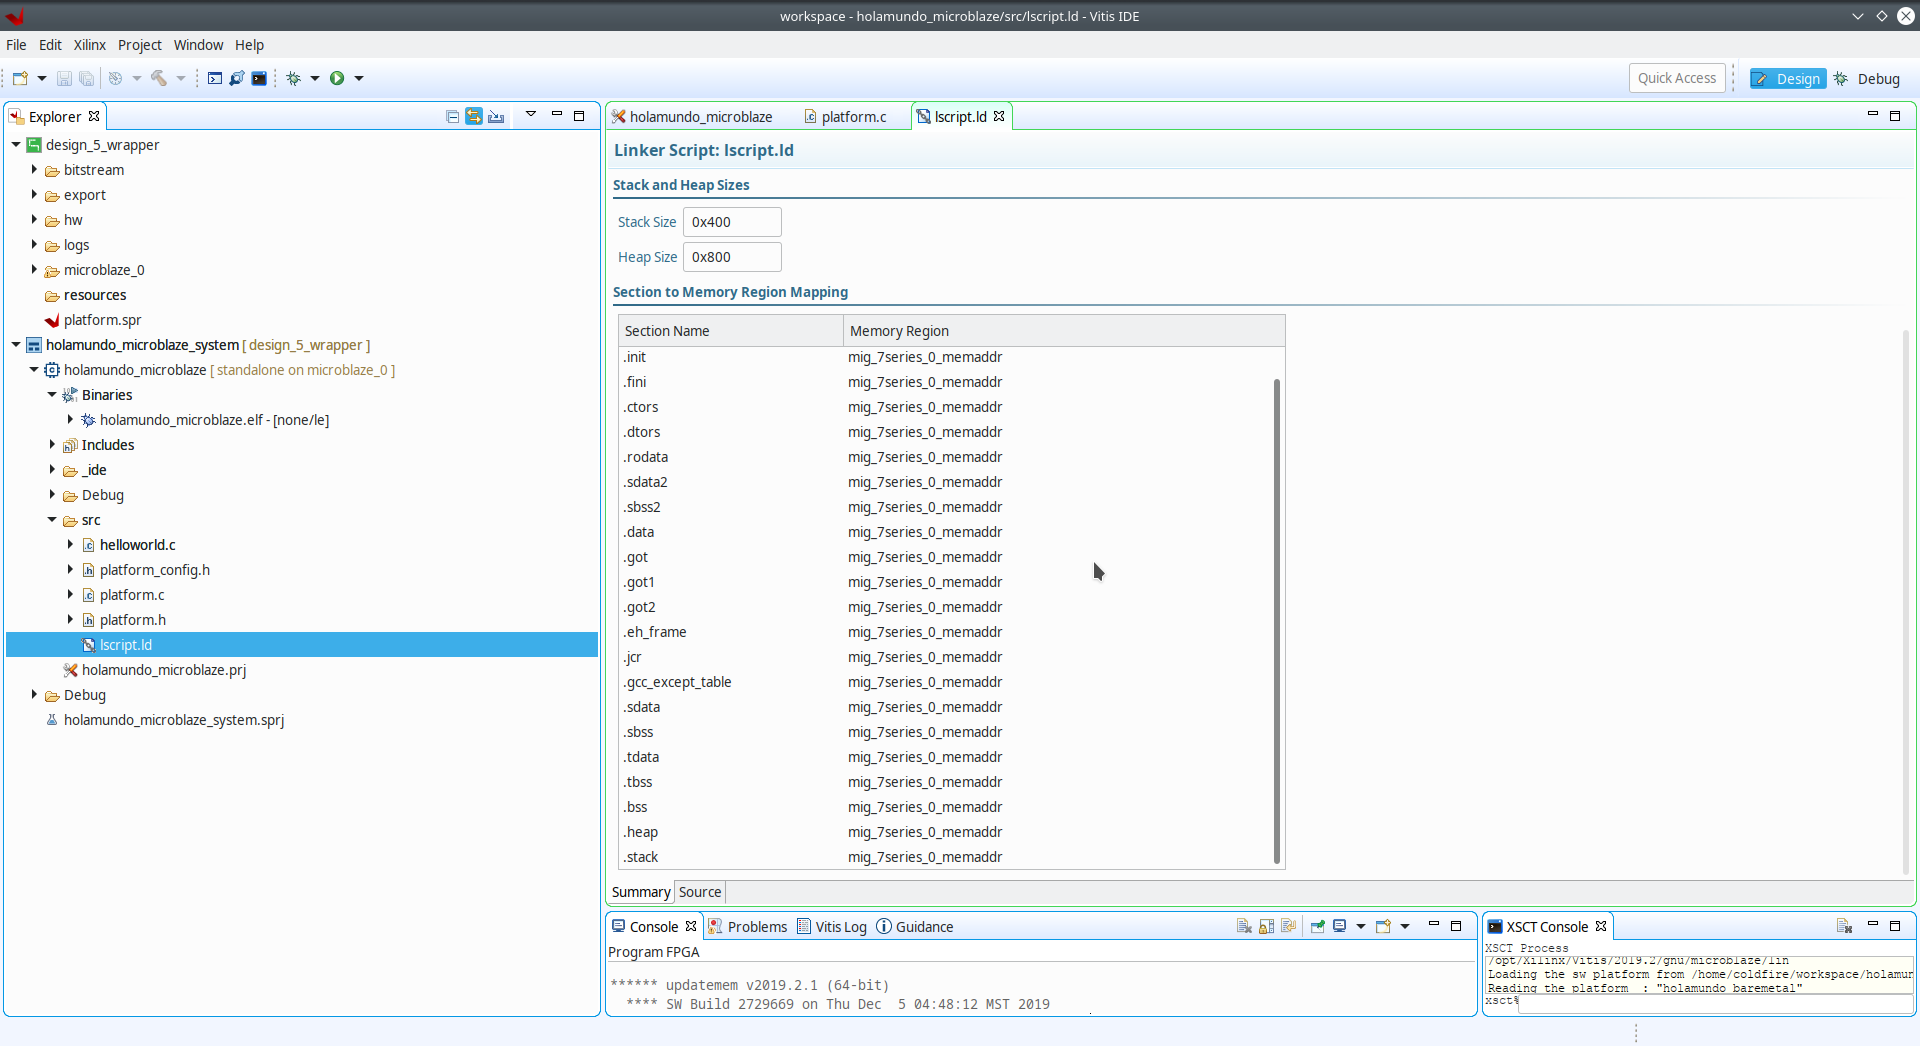 workspace - holamundo_microblaze/src/lscript.ld - Vitis IDE
File Edit Xilinx Project Window Help
Quick Access Design Debug
Explorer
design_5_wrapper
bitstream
export
hw
logs
microblaze_0
resources
platform.spr
holamundo_microblaze_system [ design_5_wrapper ]
holamundo_microblaze [ standalone on microblaze_0 ]
Binaries
holamundo_microblaze.elf - [none/le]
Includes
_ide
Debug
src
helloworld.c
platform_config.h
platform.c
platform.h
lscript.ld
holamundo_microblaze.prj
Debug
holamundo_microblaze_system.sprj
holamundo_microblaze platform.c lscript.ld
Linker Script: lscript.ld
Stack and Heap Sizes
Stack Size 0x400
Heap Size 0x800
Section to Memory Region Mapping
Section Name Memory Region
.init mig_7series_0_memaddr
.fini mig_7series_0_memaddr
.ctors mig_7series_0_memaddr
.dtors mig_7series_0_memaddr
.rodata mig_7series_0_memaddr
.sdata2 mig_7series_0_memaddr
.sbss2 mig_7series_0_memaddr
.data mig_7series_0_memaddr
.got mig_7series_0_memaddr
.got1 mig_7series_0_memaddr
.got2 mig_7series_0_memaddr
.eh_frame mig_7series_0_memaddr
.jcr mig_7series_0_memaddr
.gcc_except_table mig_7series_0_memaddr
.sdata mig_7series_0_memaddr
.sbss mig_7series_0_memaddr
.tdata mig_7series_0_memaddr
.tbss mig_7series_0_memaddr
.bss mig_7series_0_memaddr
.heap mig_7series_0_memaddr
.stack mig_7series_0_memaddr
Summary Source
Console Problems Vitis Log Guidance
Program FPGA
****** updatemem v2019.2.1 (64-bit)
**** SW Build 2729669 on Thu Dec 5 04:48:12 MST 2019
XSCT Console
XSCT Process
/opt/Xilinx/Vitis/2019.2/gnu/microblaze/lin
Loading the sw platform from /home/coldfire/workspace/holamun
Reading the platform : "holamundo_baremetal"
xsct%